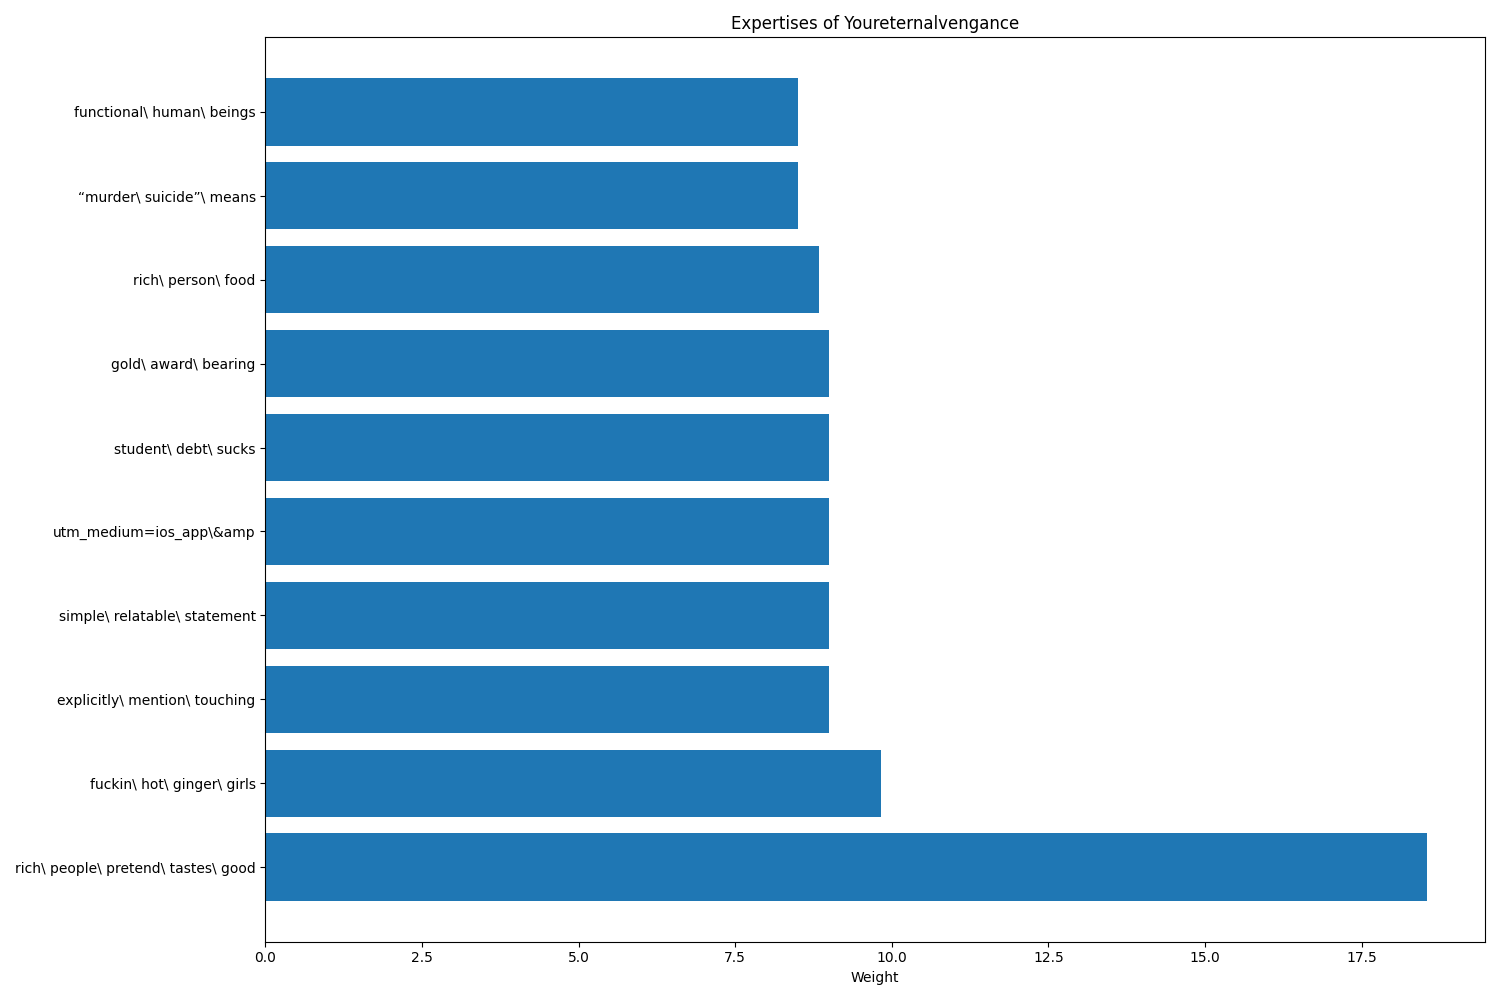 Expertises of Youreternalvengance
functional\ human\ beings
“murder\ suicide”\ means
rich\ person\ food
gold\ award\ bearing
student\ debt\ sucks
utm_medium=ios_app\&amp
simple\ relatable\ statement
explicitly\ mention\ touching
fuckin\ hot\ ginger\ girls
rich\ people\ pretend\ tastes\ good
0.0 2.5 5.0 7.5 10.0 12.5 15.0 17.5
Weight